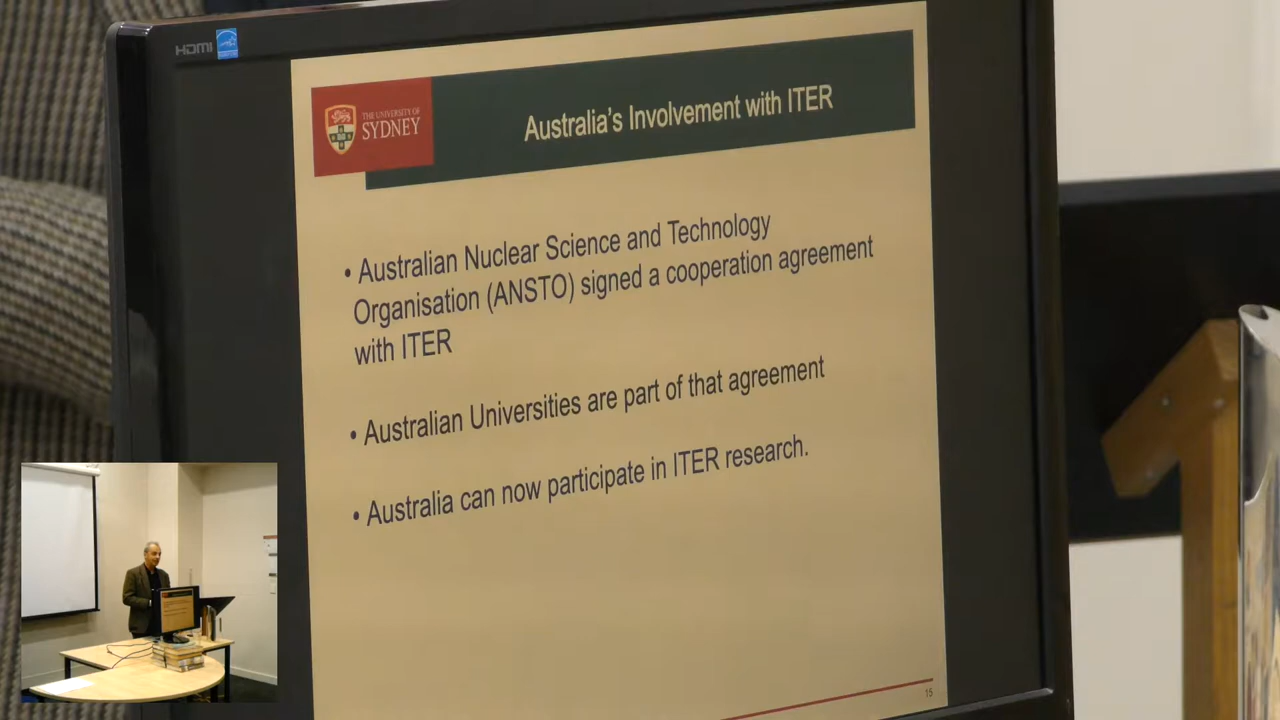 HDMI
THE UNIVERSITY OF
SYDNEY
Australia's Involvement with ITER
• Australian Nuclear Science and Technology
Organisation (ANSTO) signed a cooperation agreement
with ITER
• Australian Universities are part of that agreement
• Australia can now participate in ITER research.
15